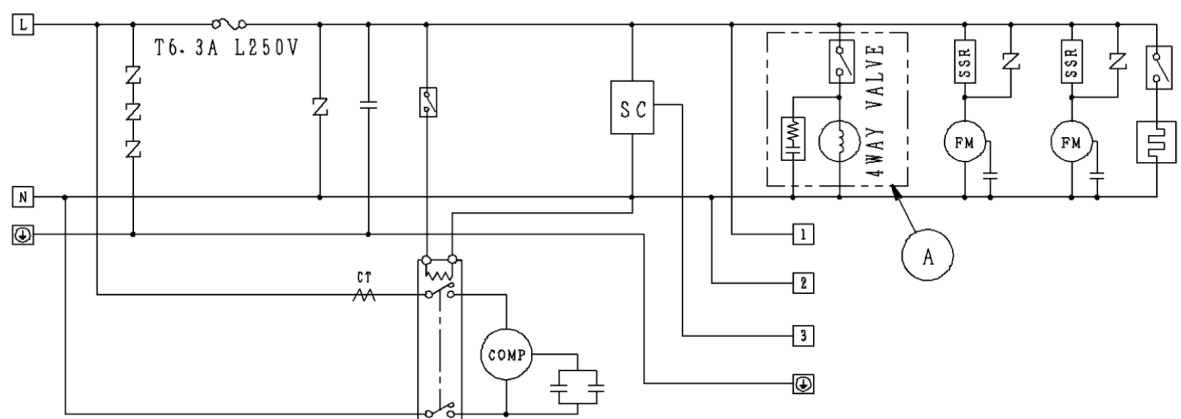 L
T6.3A L250V
SC
4WAY VALVE
SSR
SSR
FM
FM
N
1
A
CT
2
3
COMP